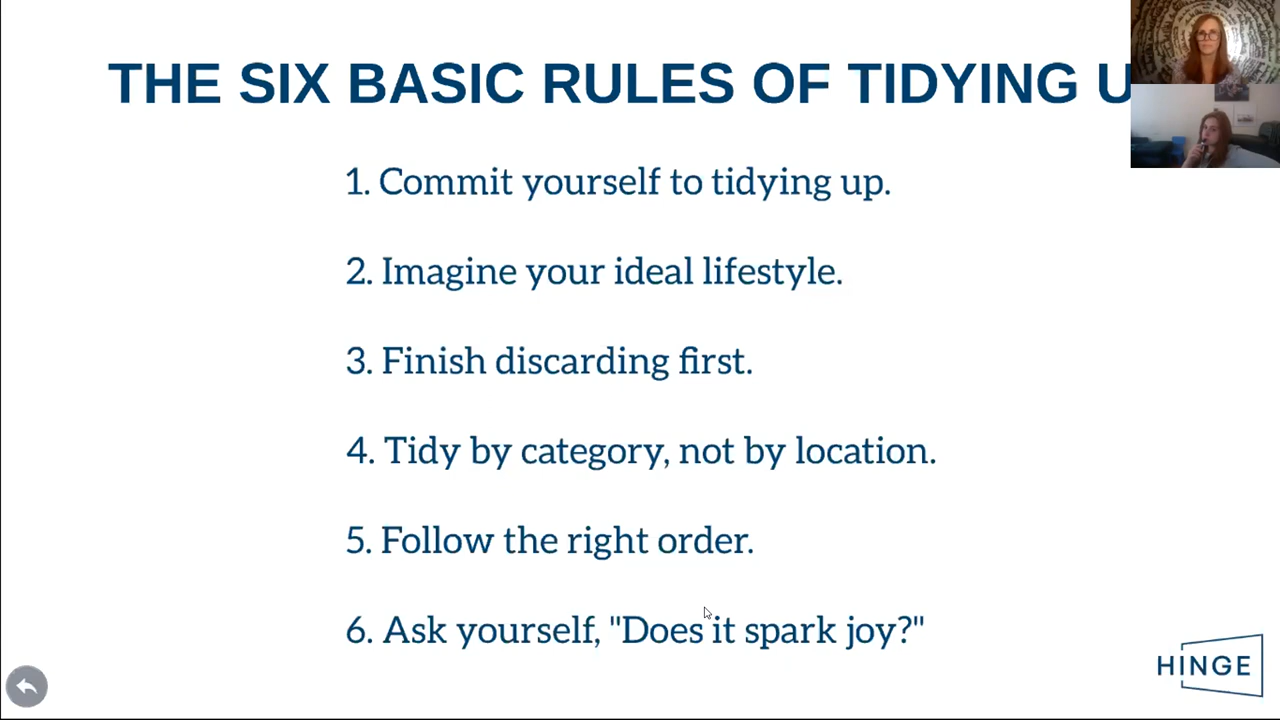 THE SIX BASIC RULES OF TIDYING U
1. Commit yourself to tidying up.
2. Imagine your ideal lifestyle.
3. Finish discarding first.
4. Tidy by category, not by location.
5. Follow the right order.
6. Ask yourself, "Does it spark joy?"
HINGE